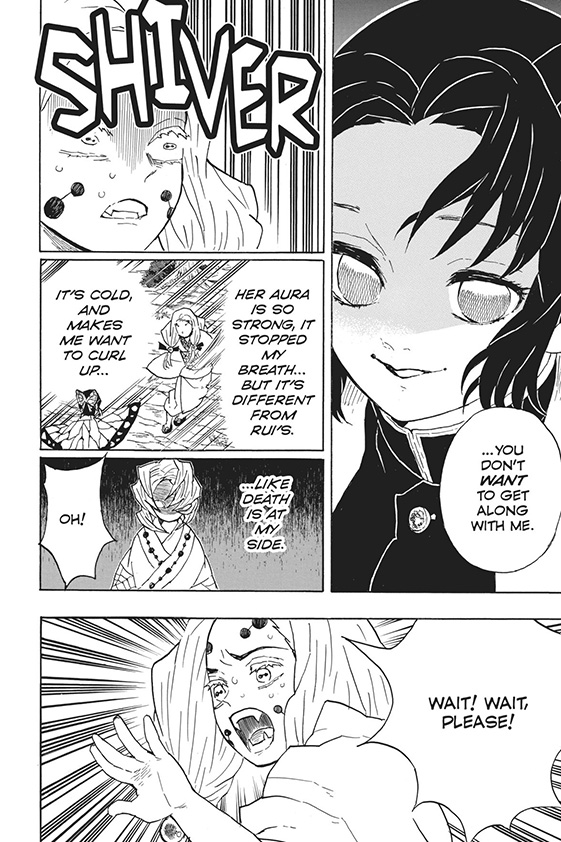 ...YOU
DON'T
WANT
TO GET
ALONG
WITH ME.
SHIVER
HER AURA
IS SO
STRONG, IT
STOPPED
MY
BREATH...
BUT IT'S
DIFFERENT
FROM
RUI'S.
IT'S COLD,
AND
MAKES
ME WANT
TO CURL
UP...
...LIKE
DEATH
IS AT
MY
SIDE.
OH!
WAIT! WAIT,
PLEASE!